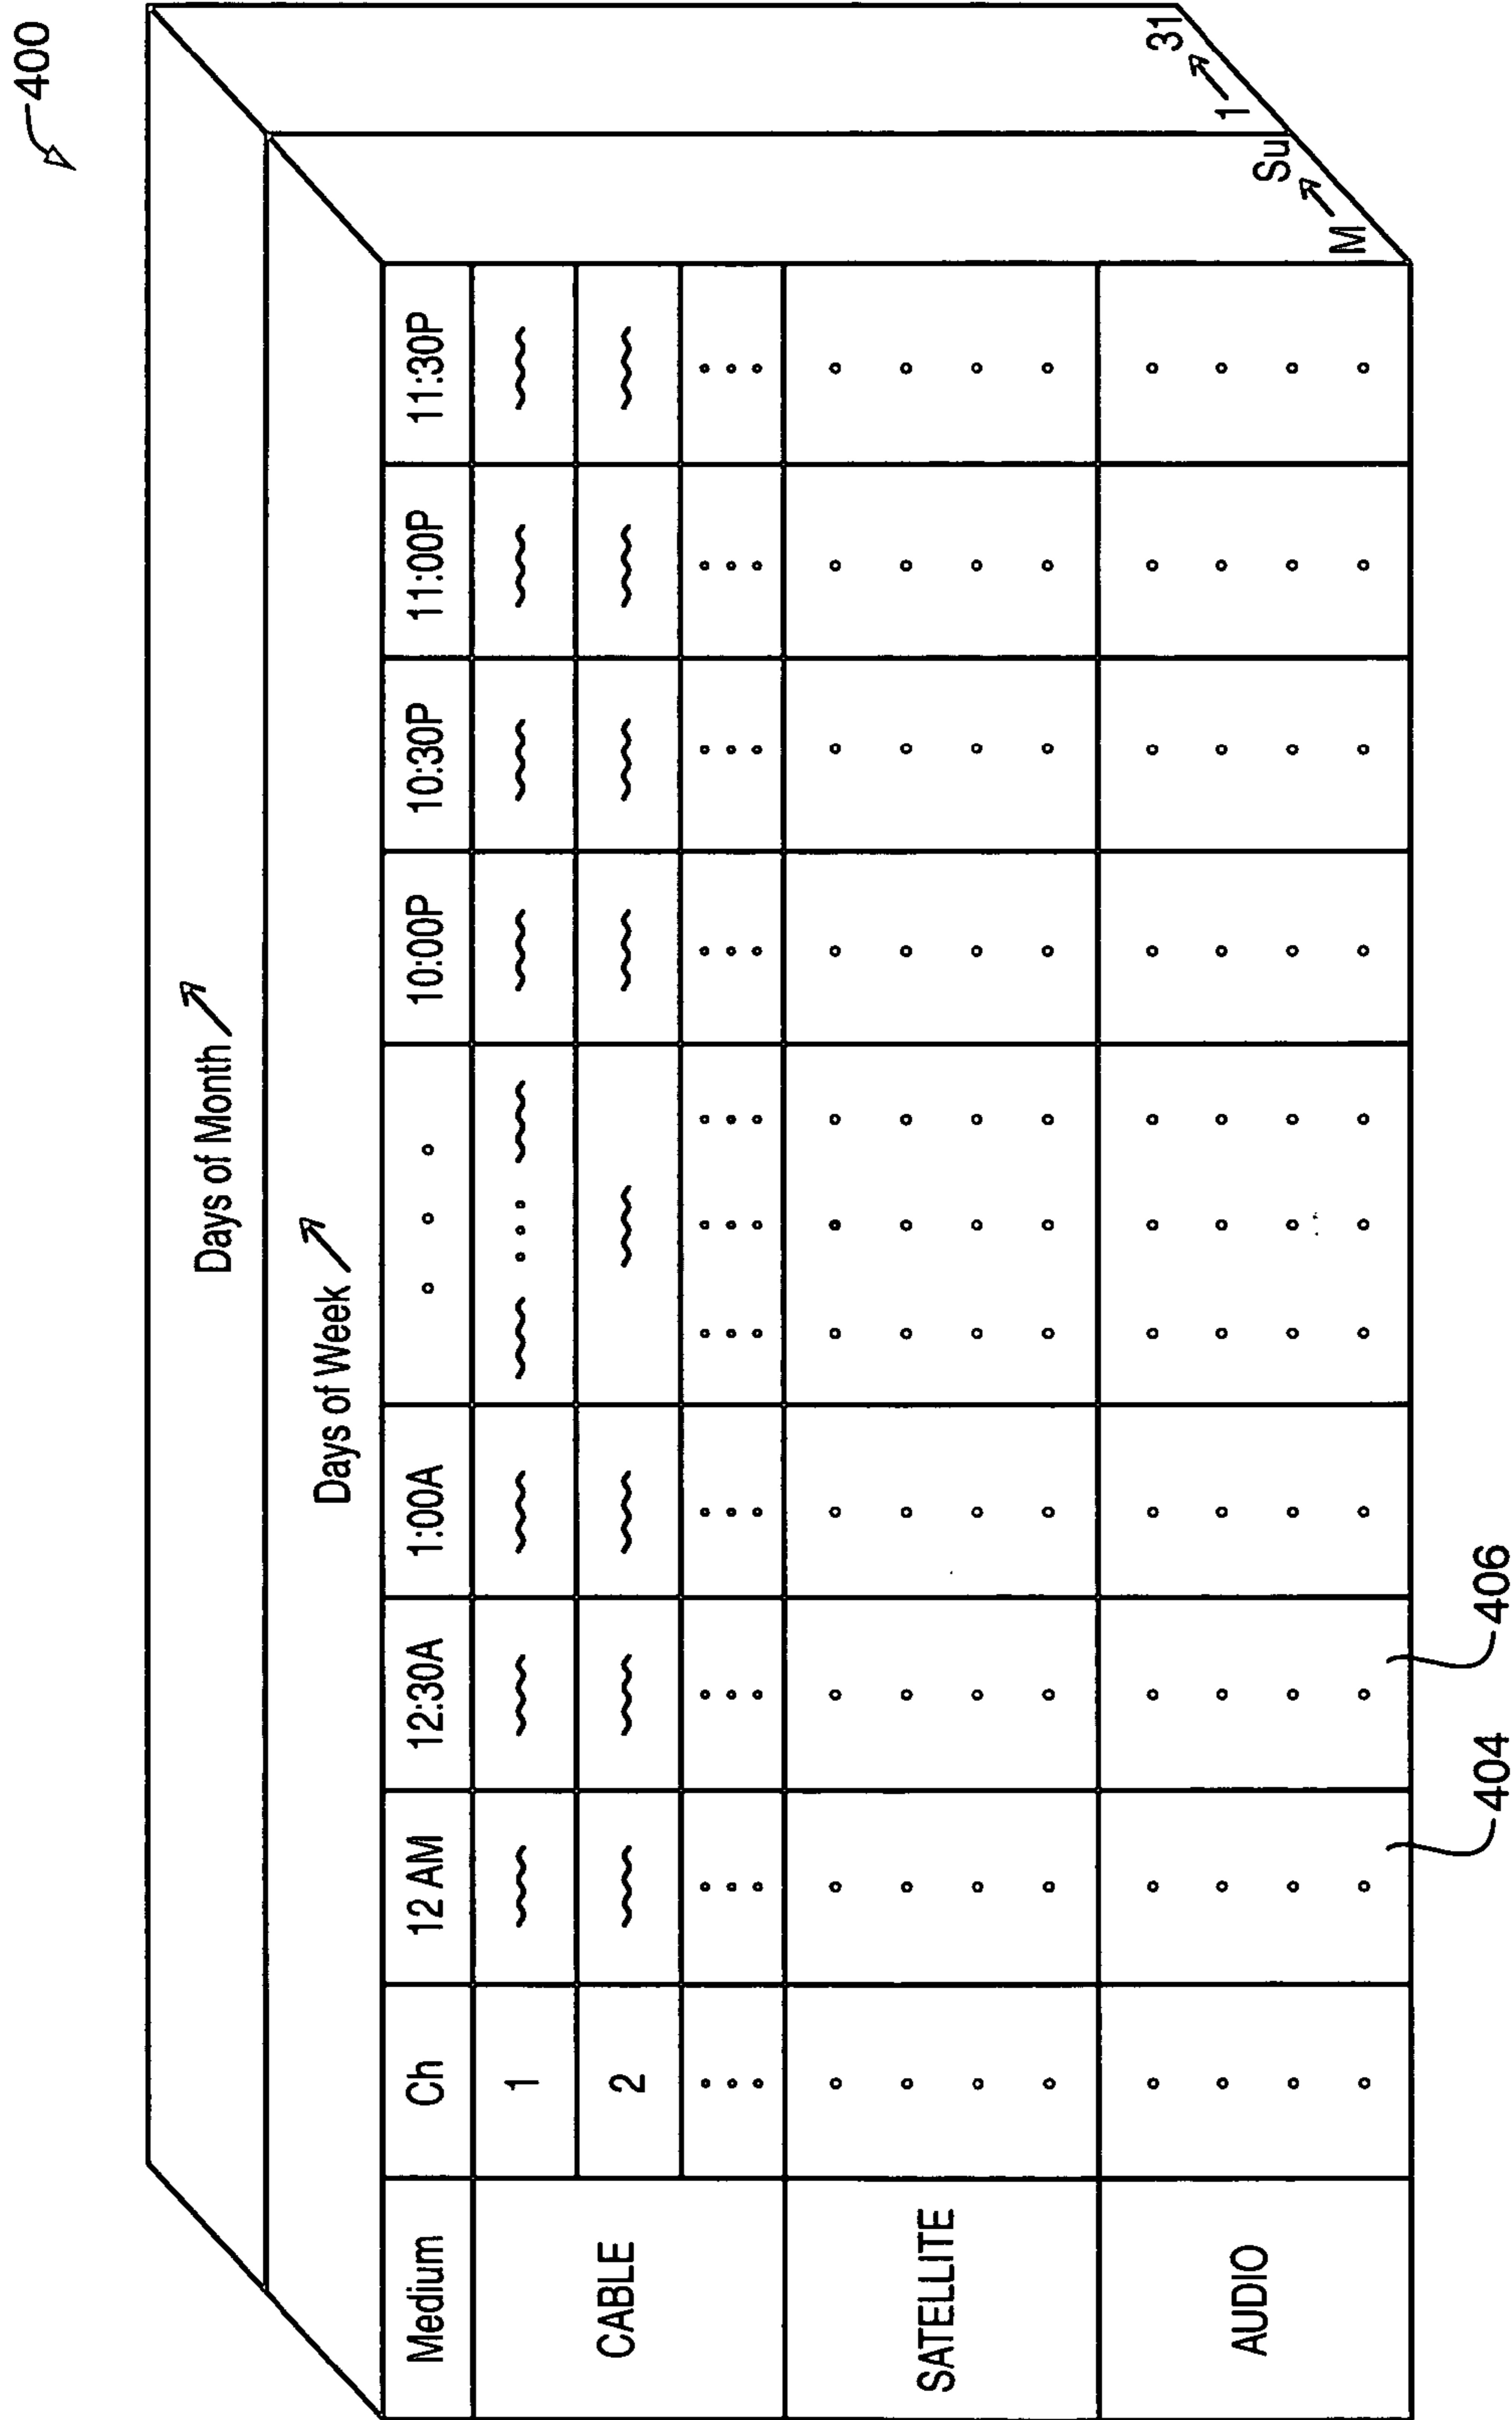 400
Days of Month
Days of Week
Medium Ch 12 AM 12:30A 1:00A 10:00P 10:30P 11:00P 11:30P
CABLE 1
2
SATELLITE
AUDIO
M Su 1 31
404 406